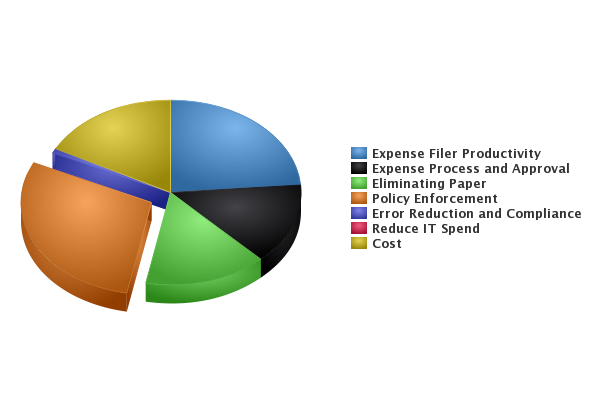 Expense Filer Productivity
Expense Process and Approval
Eliminating Paper
Policy Enforcement
Error Reduction and Compliance
Reduce IT Spend
Cost